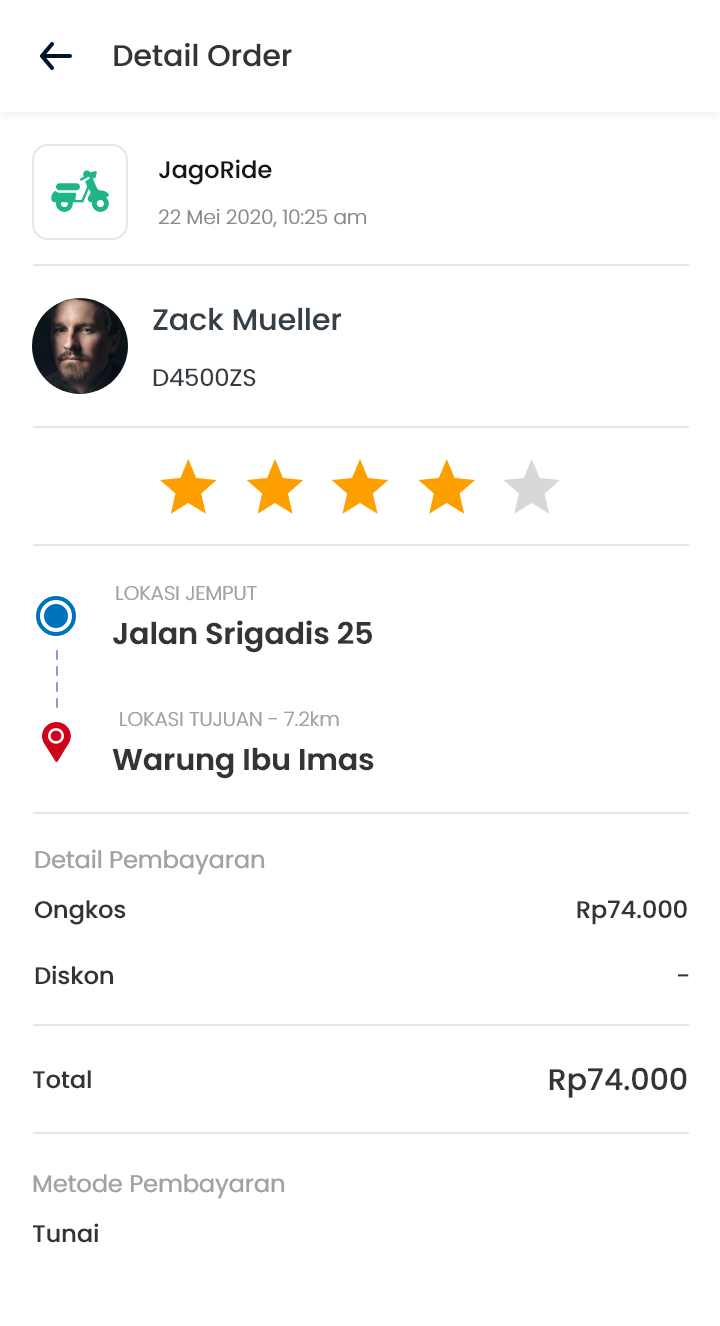 Detail Order
JagoRide
22 Mei 2020, 10:25 am
Zack Mueller
D4500ZS
LOKASI JEMPUT
Jalan Srigadis 25
LOKASI TUJUAN - 7.2km
Warung Ibu Imas
Detail Pembayaran
Ongkos Rp74.000
Diskon -
Total Rp74.000
Metode Pembayaran
Tunai